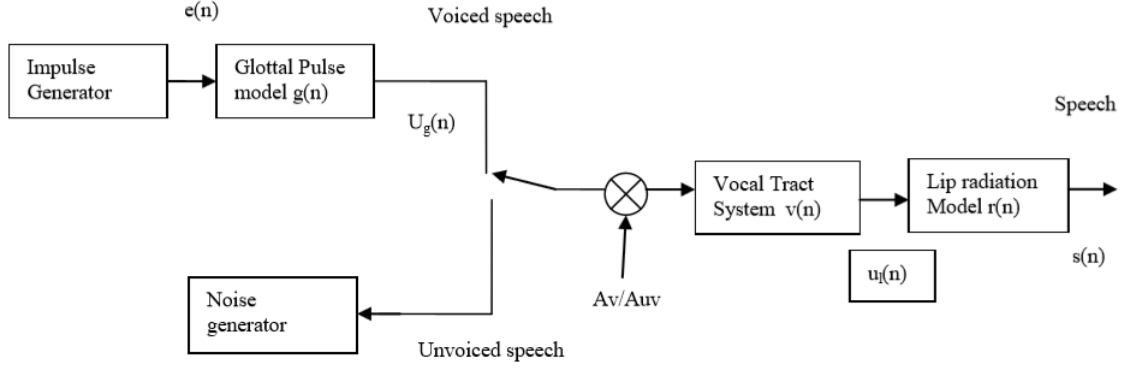 e(n)
Voiced speech
Impulse
Generator
Glottal Pulse
model g(n)
Ug(n)
Speech
Vocal Tract
System v(n)
Lip radiation
Model r(n)
ul(n)
s(n)
Av/Auv
Noise
generator
Unvoiced speech